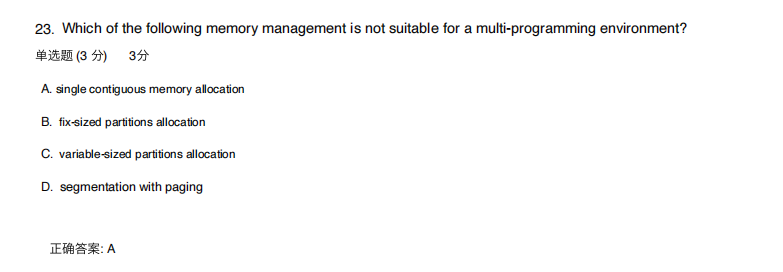 23. Which of the following memory management is not suitable for a multi-programming environment?
单选题 (3 分) 3分
A. single contiguous memory allocation
B. fix-sized partitions allocation
C. variable-sized partitions allocation
D. segmentation with paging
正确答案: A